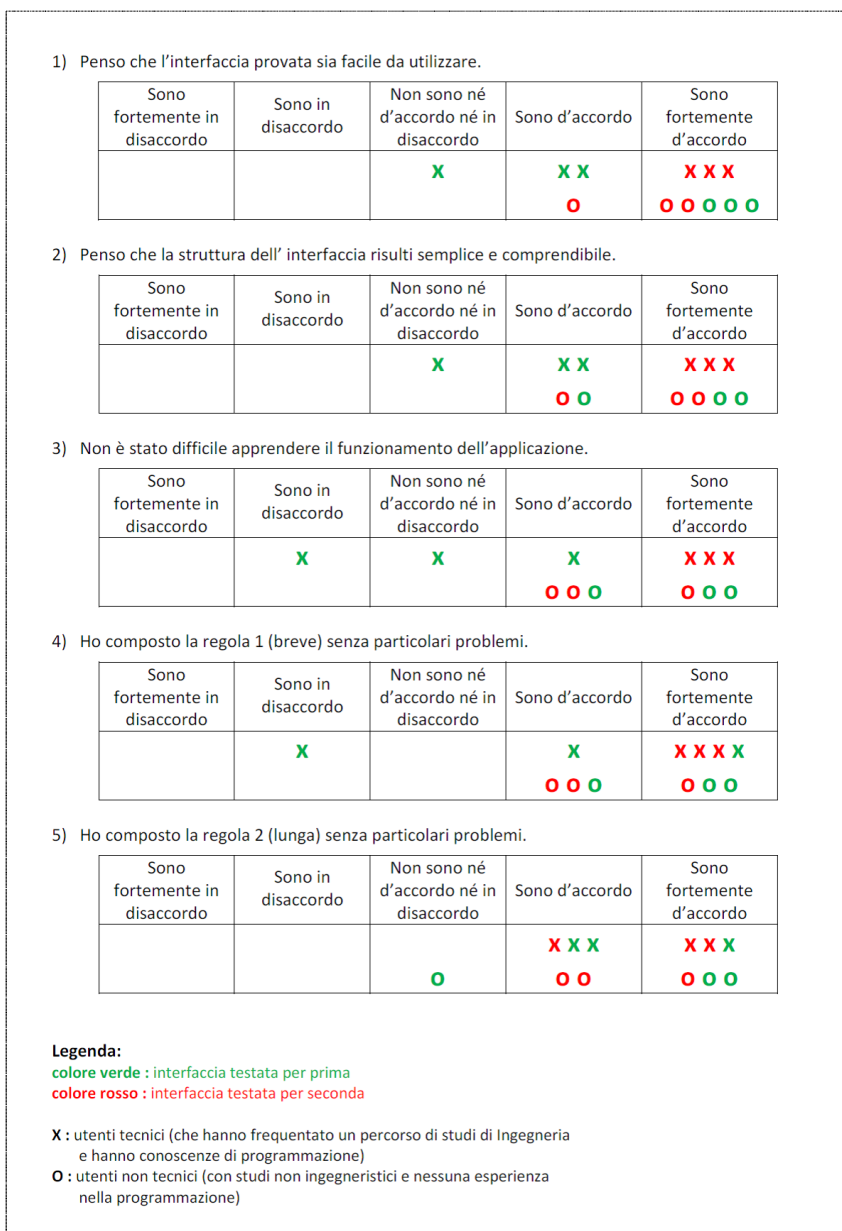 1) Penso che l'interfaccia provata sia facile da utilizzare.
Sono fortemente in disaccordo
Sono in disaccordo
Non sono né d'accordo né in disaccordo
Sono d'accordo
Sono fortemente d'accordo
X
X X
X X X
O
O O O O O
2) Penso che la struttura dell' interfaccia risulti semplice e comprendibile.
Sono fortemente in disaccordo
Sono in disaccordo
Non sono né d'accordo né in disaccordo
Sono d'accordo
Sono fortemente d'accordo
X
X X
X X X
O O
O O O O
3) Non è stato difficile apprendere il funzionamento dell'applicazione.
Sono fortemente in disaccordo
Sono in disaccordo
Non sono né d'accordo né in disaccordo
Sono d'accordo
Sono fortemente d'accordo
X
X
X
X X X
O O O
O O O
4) Ho composto la regola 1 (breve) senza particolari problemi.
Sono fortemente in disaccordo
Sono in disaccordo
Non sono né d'accordo né in disaccordo
Sono d'accordo
Sono fortemente d'accordo
X
X
X X X X
O O O
O O O
5) Ho composto la regola 2 (lunga) senza particolari problemi.
Sono fortemente in disaccordo
Sono in disaccordo
Non sono né d'accordo né in disaccordo
Sono d'accordo
Sono fortemente d'accordo
X X X
X X X
O
O O
O O O
Legenda:
colore verde : interfaccia testata per prima
colore rosso : interfaccia testata per seconda
X : utenti tecnici (che hanno frequentato un percorso di studi di Ingegneria
e hanno conoscenze di programmazione)
O : utenti non tecnici (con studi non ingegneristici e nessuna esperienza
nella programmazione)